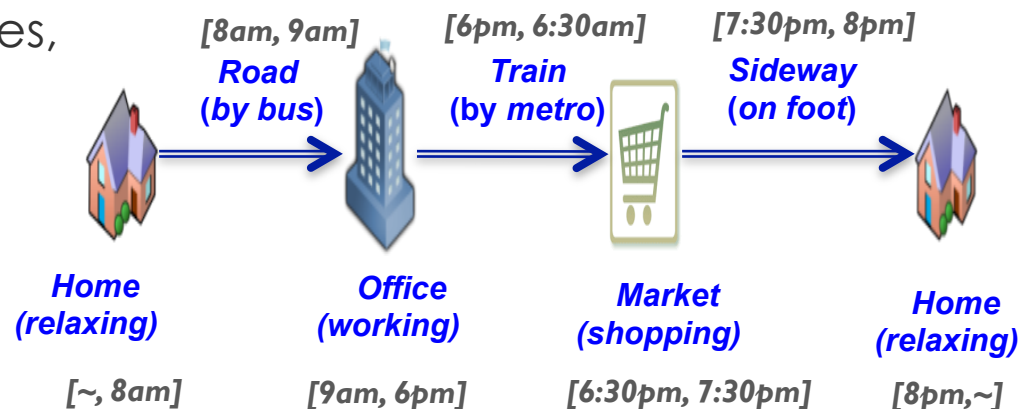 es,
[8am, 9am]
[6pm, 6:30am]
[7:30pm, 8pm]
Road
(by bus)
Train
(by metro)
Sideway
(on foot)
Home
(relaxing)
Office
(working)
Market
(shopping)
Home
(relaxing)
[~, 8am]
[9am, 6pm]
[6:30pm, 7:30pm]
[8pm,~]